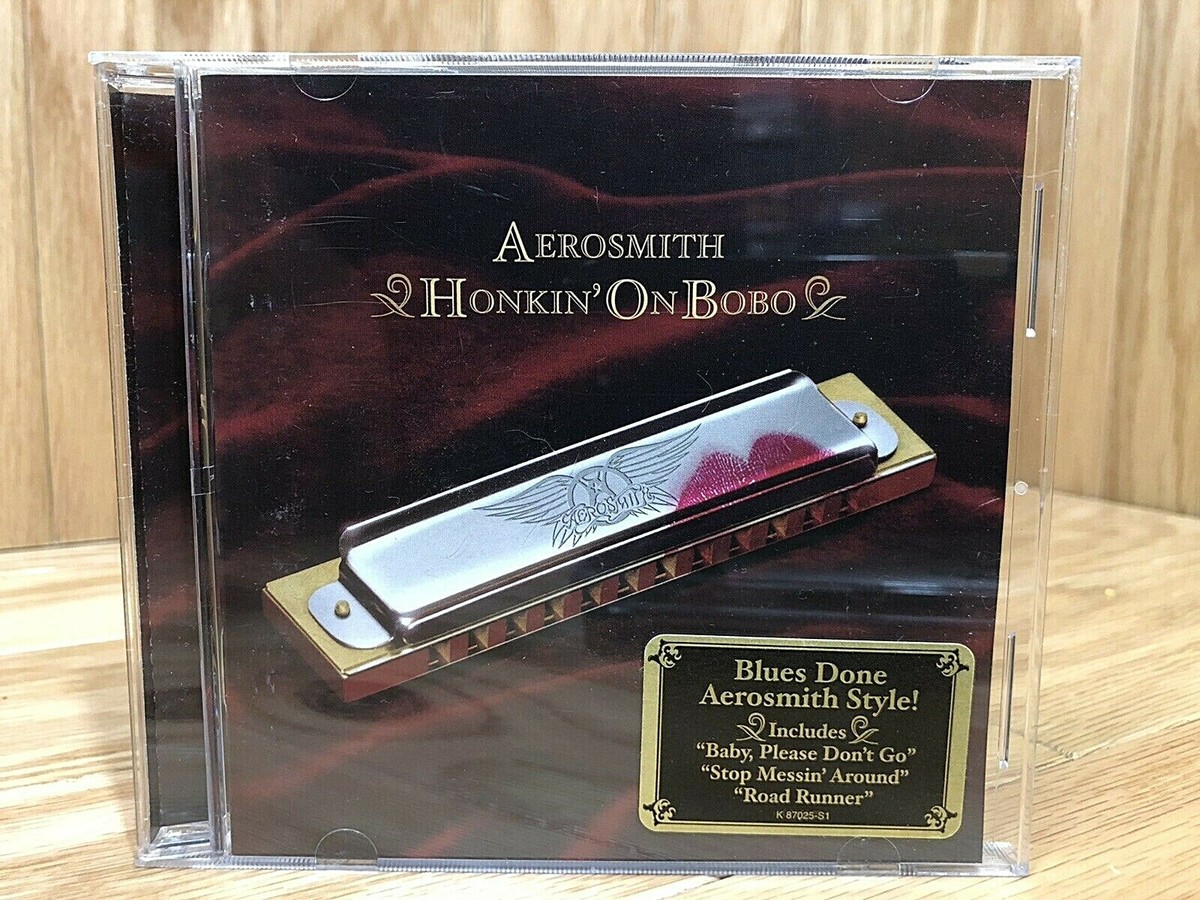 AEROSMITH
HONKIN' ON BOBO
AEROSMITH
Blues Done
Aerosmith Style!
Includes
“Baby, Please Don't Go”
“Stop Messin' Around”
“Road Runner”
K 87025-S1